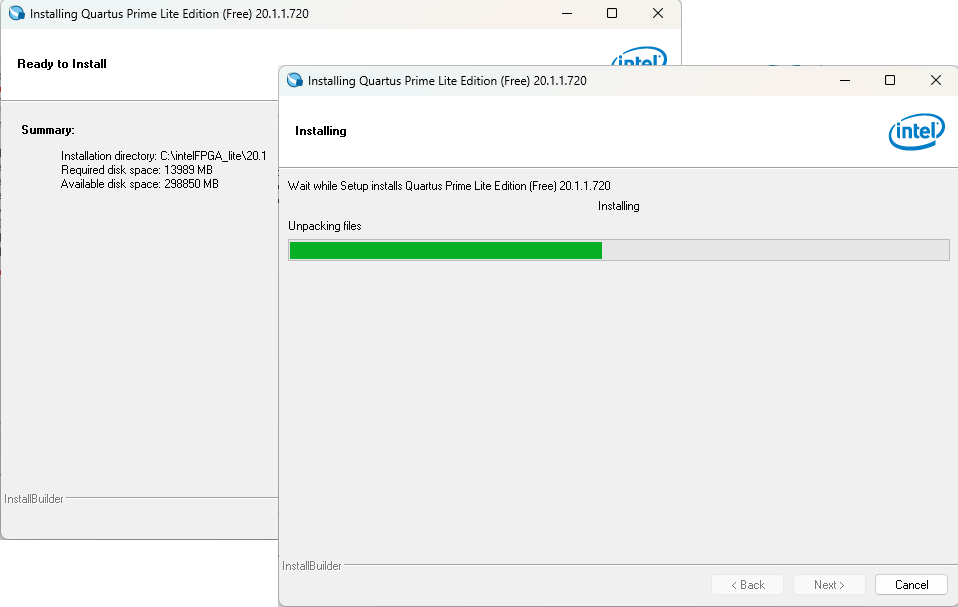 Installing Quartus Prime Lite Edition (Free) 20.1.1.720
Ready to Install
intel
Summary:
Installation directory: C:\intelFPGA_lite\20.1
Required disk space: 13989 MB
Available disk space: 298850 MB
InstallBuilder
Installing Quartus Prime Lite Edition (Free) 20.1.1.720
Installing
intel
Wait while Setup installs Quartus Prime Lite Edition (Free) 20.1.1.720
Installing
Unpacking files
InstallBuilder
< Back
Next >
Cancel